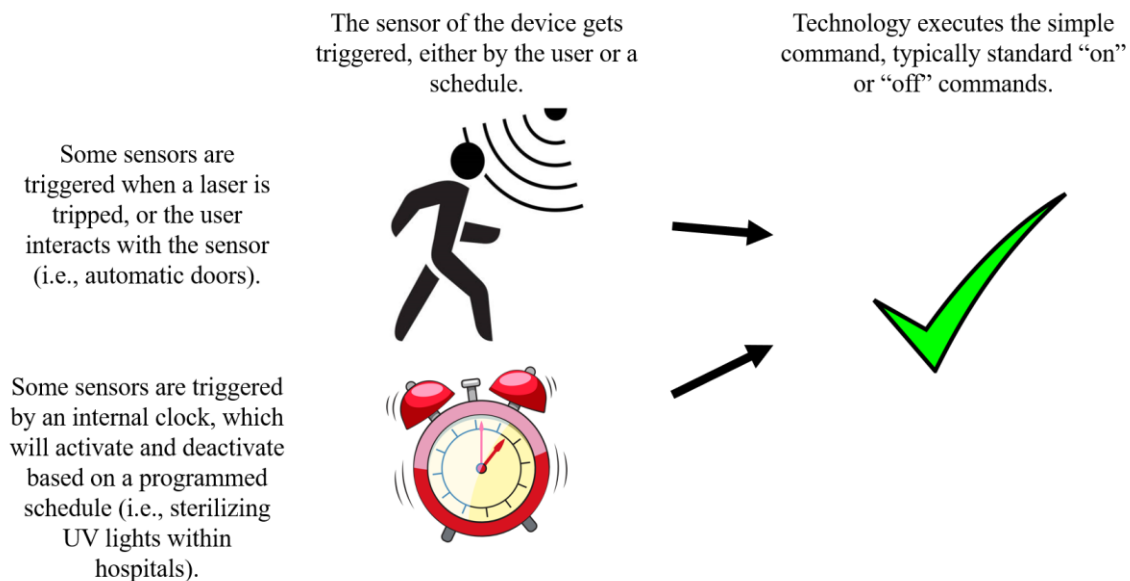 The sensor of the device gets
triggered, either by the user or a
schedule.
Technology executes the simple
command, typically standard “on”
or “off” commands.
Some sensors are
triggered when a laser is
tripped, or the user
interacts with the sensor
(i.e., automatic doors).
Some sensors are triggered
by an internal clock, which
will activate and deactivate
based on a programmed
schedule (i.e., sterilizing
UV lights within
hospitals).